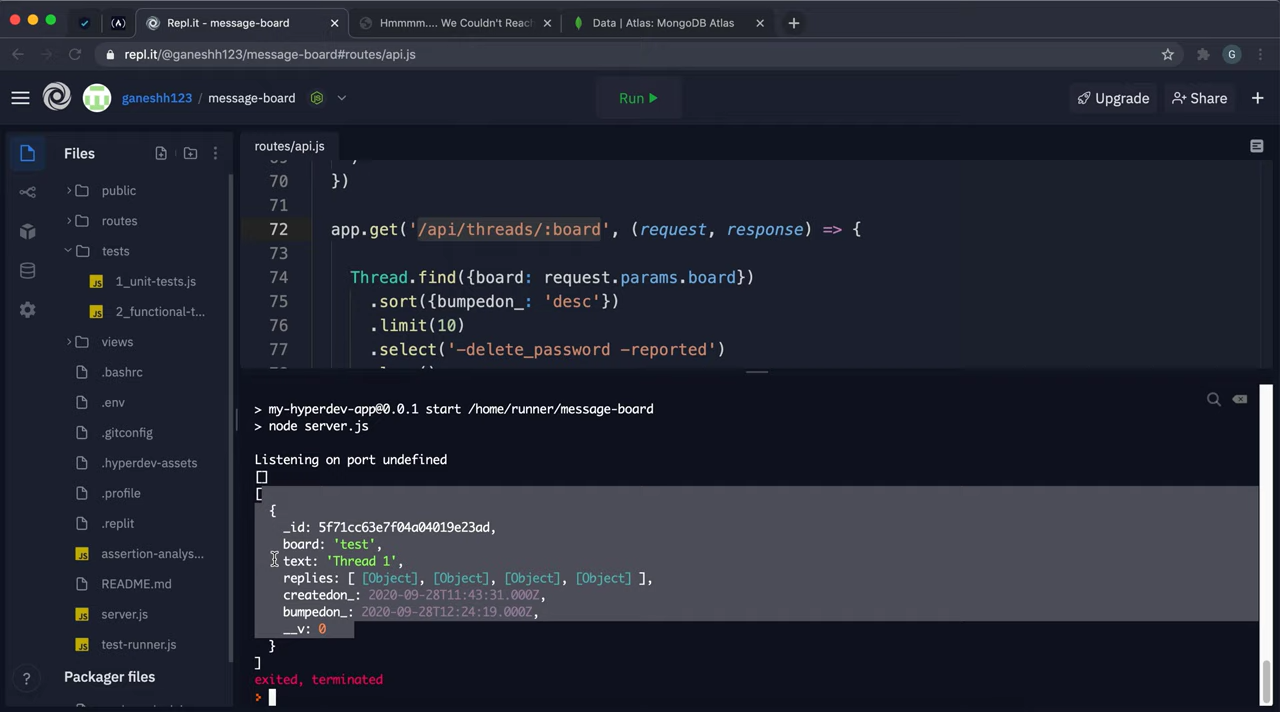 Repl.it - message-board
Hmmmm.... We Couldn't Reach
Data | Atlas: MongoDB Atlas
repl.it/@ganeshh123/message-board#routes/api.js
G
ganeshh123 / message-board
Run
Upgrade
Share
Files
public
routes
tests
1_unit-tests.js
2_functional-t...
views
.bashrc
.env
.gitconfig
.hyperdev-assets
.profile
.replit
assertion-analys...
README.md
server.js
test-runner.js
Packager files
routes/api.js
70 })
71
72 app.get('/api/threads/:board', (request, response) => {
73
74 Thread.find({board: request.params.board})
75 .sort({bumpedon_: 'desc'})
76 .limit(10)
77 .select('-delete_password -reported')
> my-hyperdev-app@0.0.1 start /home/runner/message-board
> node server.js
Listening on port undefined
[]
[
{
_id: 5f71cc63e7f04a04019e23ad,
board: 'test',
text: 'Thread 1',
replies: [ [Object], [Object], [Object], [Object] ],
createdon_: 2020-09-28T11:43:31.000Z,
bumpedon_: 2020-09-28T12:24:19.000Z,
__v: 0
}
]
exited, terminated
>